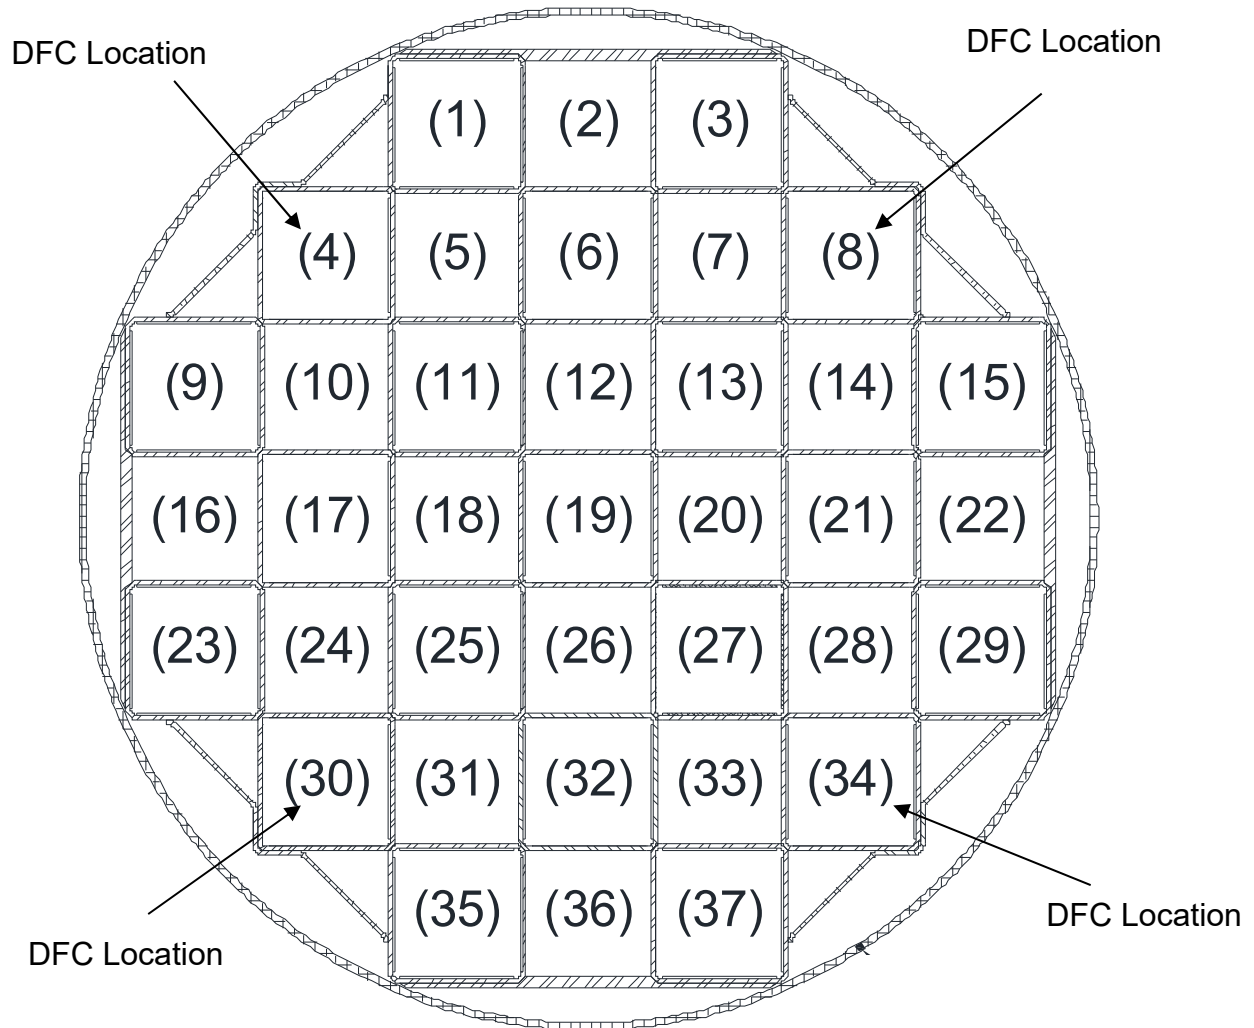 DFC Location
DFC Location
(1) (2) (3)
(4) (5) (6) (7) (8)
(9) (10) (11) (12) (13) (14) (15)
(16) (17) (18) (19) (20) (21) (22)
(23) (24) (25) (26) (27) (28) (29)
(30) (31) (32) (33) (34)
(35) (36) (37)
DFC Location
DFC Location